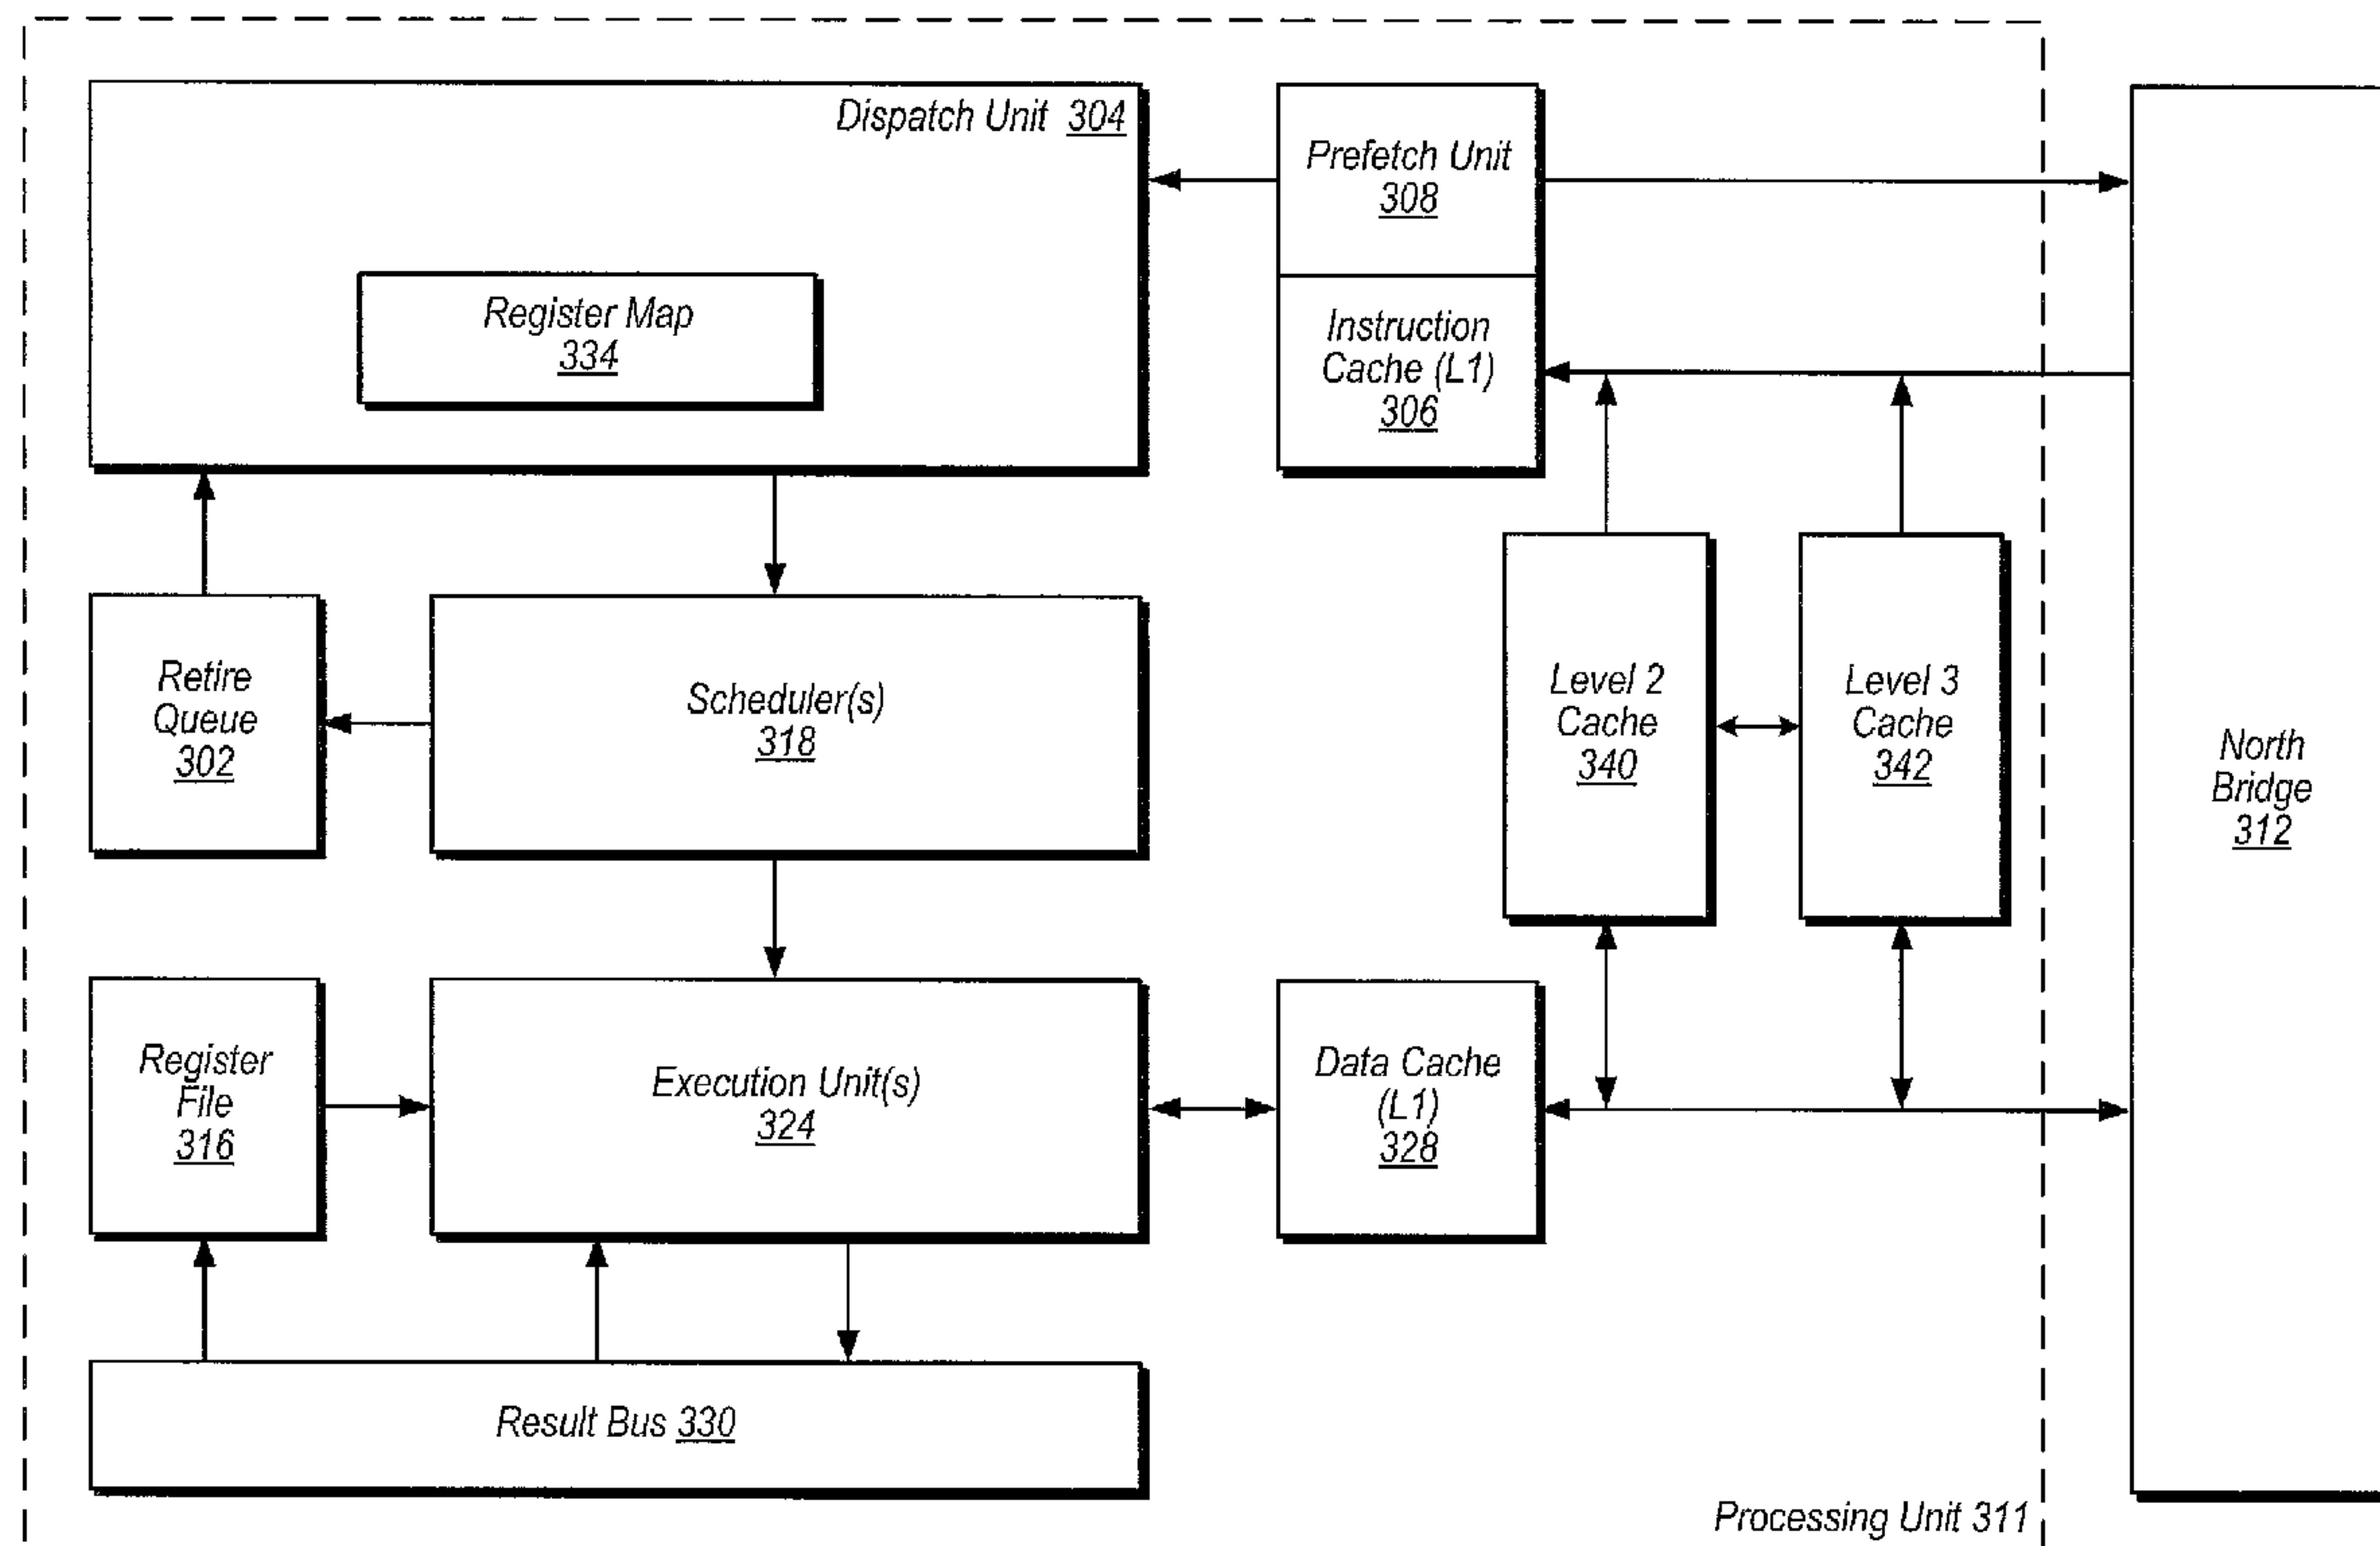 Dispatch Unit 304
Prefetch Unit
308
Register Map
334
Instruction
Cache (L1)
306
Retire
Queue
302
Scheduler(s)
318
Level 2
Cache
340
Level 3
Cache
342
North
Bridge
312
Register
File
316
Execution Unit(s)
324
Data Cache
(L1)
328
Result Bus 330
Processing Unit 311